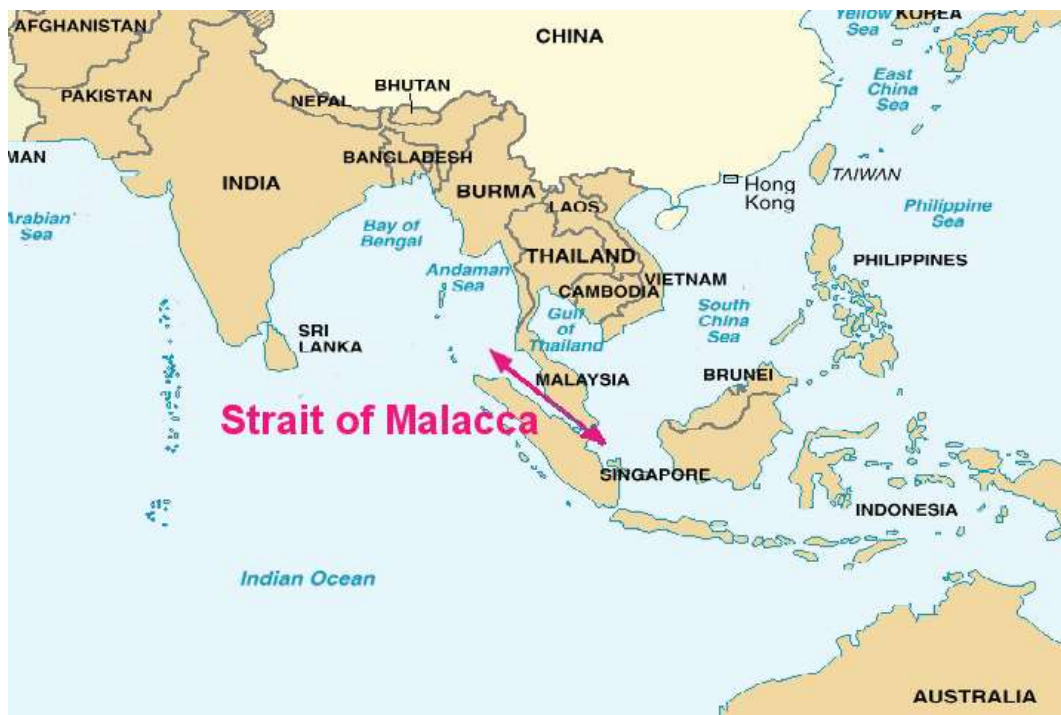 AFGHANISTAN
CHINA
Yellow
Sea
KOREA
PAKISTAN
NEPAL
BHUTAN
East
China
Sea
MAN
BANGLADESH
INDIA
BURMA
LAOS
Hong
Kong
TAIWAN
Arabian
Sea
Bay of
Bengal
Philippine
Sea
THAILAND
PHILIPPINES
Andaman
Sea
VIETNAM
CAMBODIA
South
China
Sea
Gulf
of
Thailand
SRI
LANKA
MALAYSIA
BRUNEI
Strait of Malacca
SINGAPORE
INDONESIA
Indian Ocean
AUSTRALIA